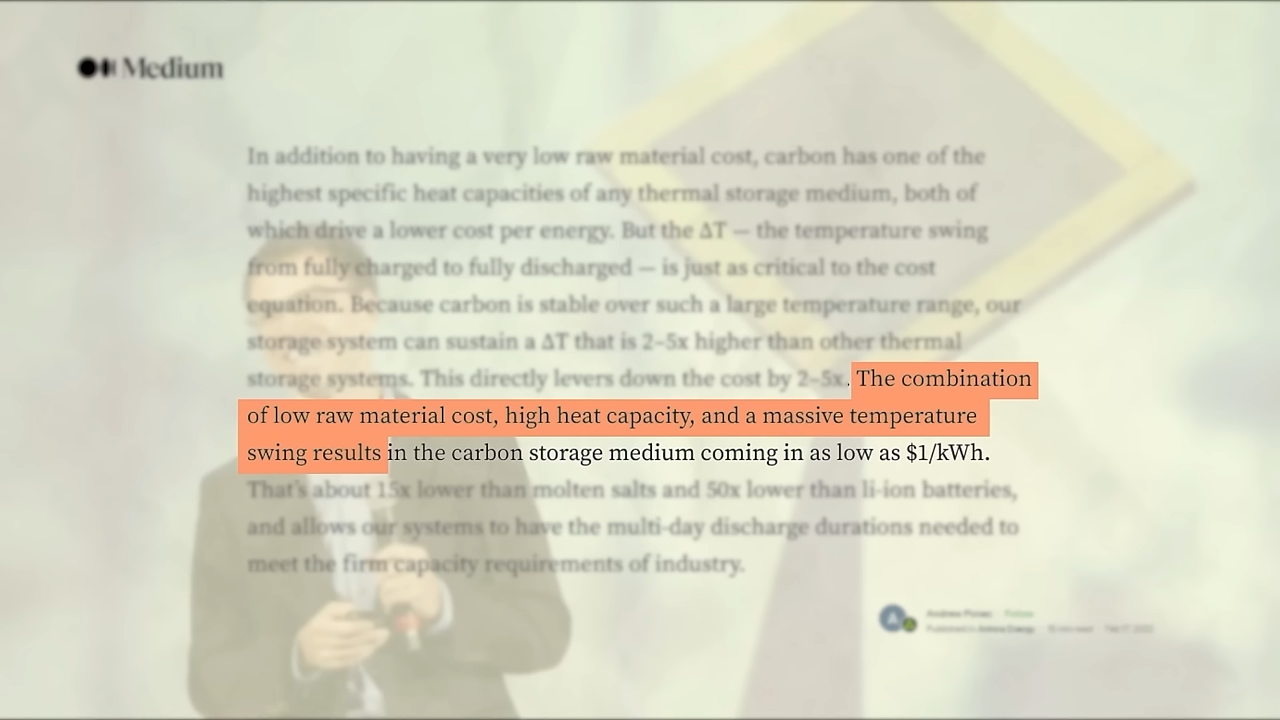 Medium
In addition to having a very low raw material cost, carbon has one of the
highest specific heat capacities of any thermal storage medium, both of
which drive a lower cost per energy. But the ΔT — the temperature swing
from fully charged to fully discharged — is just as critical to the cost
equation. Because carbon is stable over such a large temperature range, our
storage system can sustain a ΔT that is 2–5x higher than other thermal
storage systems. This directly levers down the cost by 2–5x. The combination
of low raw material cost, high heat capacity, and a massive temperature
swing results in the carbon storage medium coming in as low as $1/kWh.
That's about 15x lower than molten salts and 50x lower than li-ion batteries,
and allows our systems to have the multi-day discharge durations needed to
meet the firm capacity requirements of industry.
A
Andrew Ponec
Published in Antora Energy